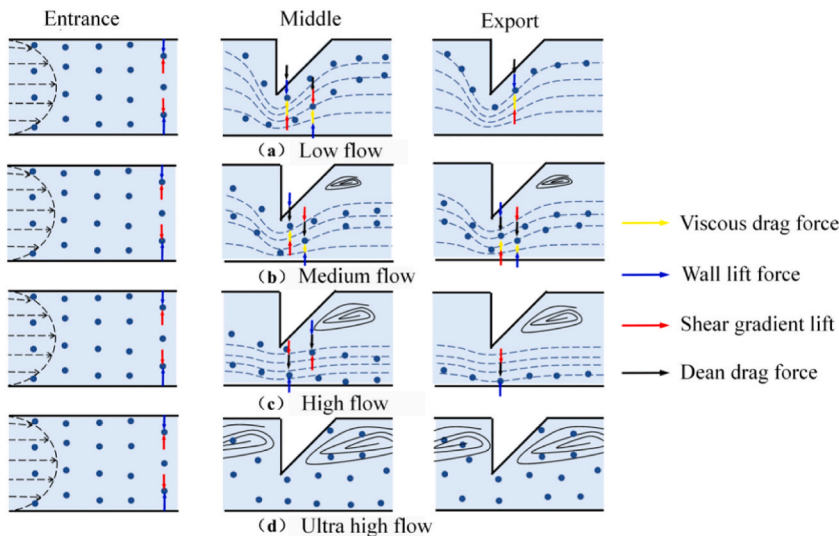 Entrance
Middle
Export
(a) Low flow
(b) Medium flow
(c) High flow
(d) Ultra high flow
Viscous drag force
Wall lift force
Shear gradient lift
Dean drag force